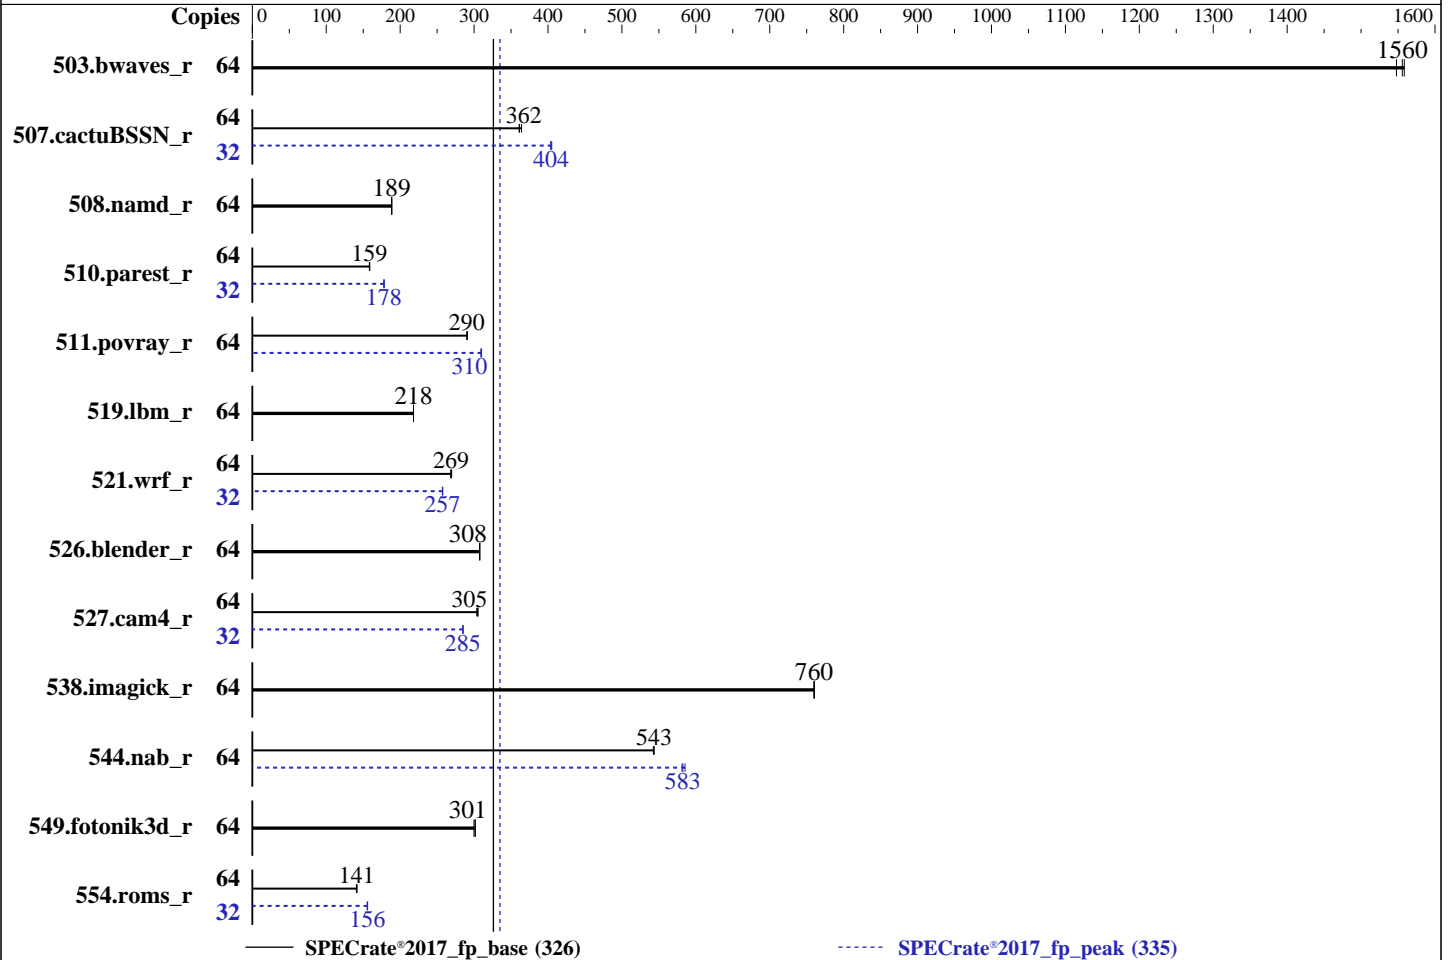 Copies 0 100 200 300 400 500 600 700 800 900 1000 1100 1200 1300 1400 1600
503.bwaves_r 64 1560
507.cactuBSSN_r 64 362
32 404
508.namd_r 64 189
510.parest_r 64 159
32 178
511.povray_r 64 290
310
519.lbm_r 64 218
521.wrf_r 64 269
32 257
526.blender_r 64 308
527.cam4_r 64 305
32 285
538.imagick_r 64 760
544.nab_r 64 543
583
549.fotonik3d_r 64 301
554.roms_r 64 141
32 156
SPECrate®2017_fp_base (326) SPECrate®2017_fp_peak (335)